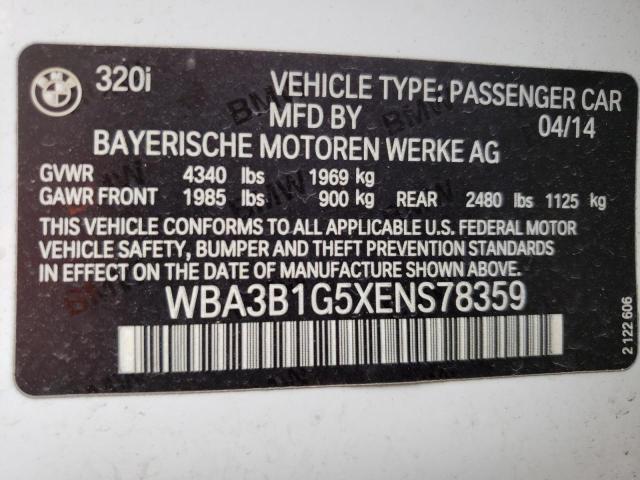 320i VEHICLE TYPE: PASSENGER CAR
MFD BY 04/14
BAYERISCHE MOTOREN WERKE AG
GVWR 4340 lbs 1969 kg
GAWR FRONT 1985 lbs 900 kg REAR 2480 lbs 1125 kg
THIS VEHICLE CONFORMS TO ALL APPLICABLE U.S. FEDERAL MOTOR
VEHICLE SAFETY, BUMPER AND THEFT PREVENTION STANDARDS
IN EFFECT ON THE DATE OF MANUFACTURE SHOWN ABOVE.
WBA3B1G5XENS78359
2 122 606